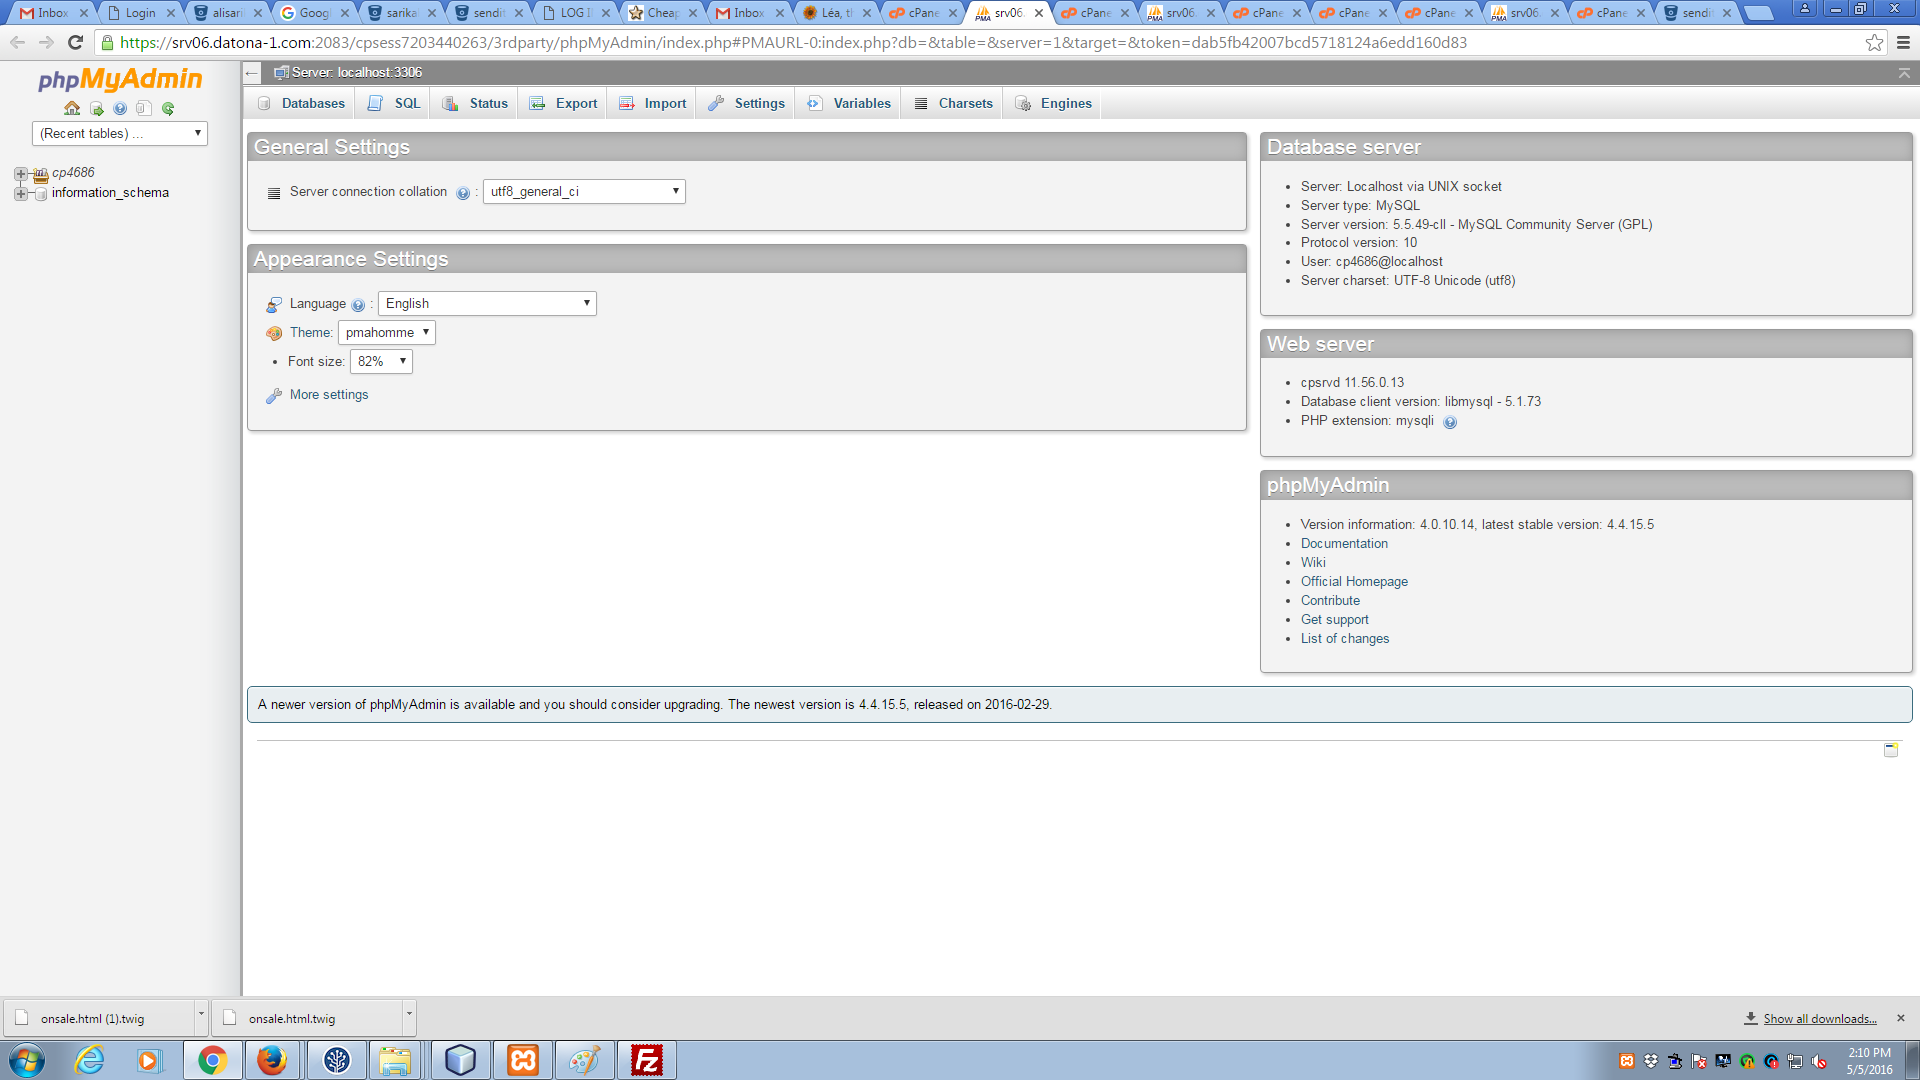 Inbox
Login
alisari
Googl
sarika
sendit
LOG I
Cheap
Inbox
Léa, th
cPane
srv06.
cPane
srv06
cPane
cPane
cPane
srv06
cPane
sendit
https://srv06.datona-1.com:2083/cpsess7203440263/3rdparty/phpMyAdmin/index.php#PMAURL-0:index.php?db=&table=&server=1&target=&token=dab5fb42007bcd5718124a6edd160d83
phpMyAdmin
(Recent tables) ...
cp4686
information_schema
Server: localhost:3306
Databases
SQL
Status
Export
Import
Settings
Variables
Charsets
Engines
General Settings
Server connection collation : utf8_general_ci
Appearance Settings
Language : English
Theme: pmahomme
Font size: 82%
More settings
Database server
Server: Localhost via UNIX socket
Server type: MySQL
Server version: 5.5.49-cll - MySQL Community Server (GPL)
Protocol version: 10
User: cp4686@localhost
Server charset: UTF-8 Unicode (utf8)
Web server
cpsrvd 11.56.0.13
Database client version: libmysql - 5.1.73
PHP extension: mysqli
phpMyAdmin
Version information: 4.0.10.14, latest stable version: 4.4.15.5
Documentation
Wiki
Official Homepage
Contribute
Get support
List of changes
A newer version of phpMyAdmin is available and you should consider upgrading. The newest version is 4.4.15.5, released on 2016-02-29.
onsale.html (1).twig
onsale.html.twig
Show all downloads...
2:10 PM
5/5/2016